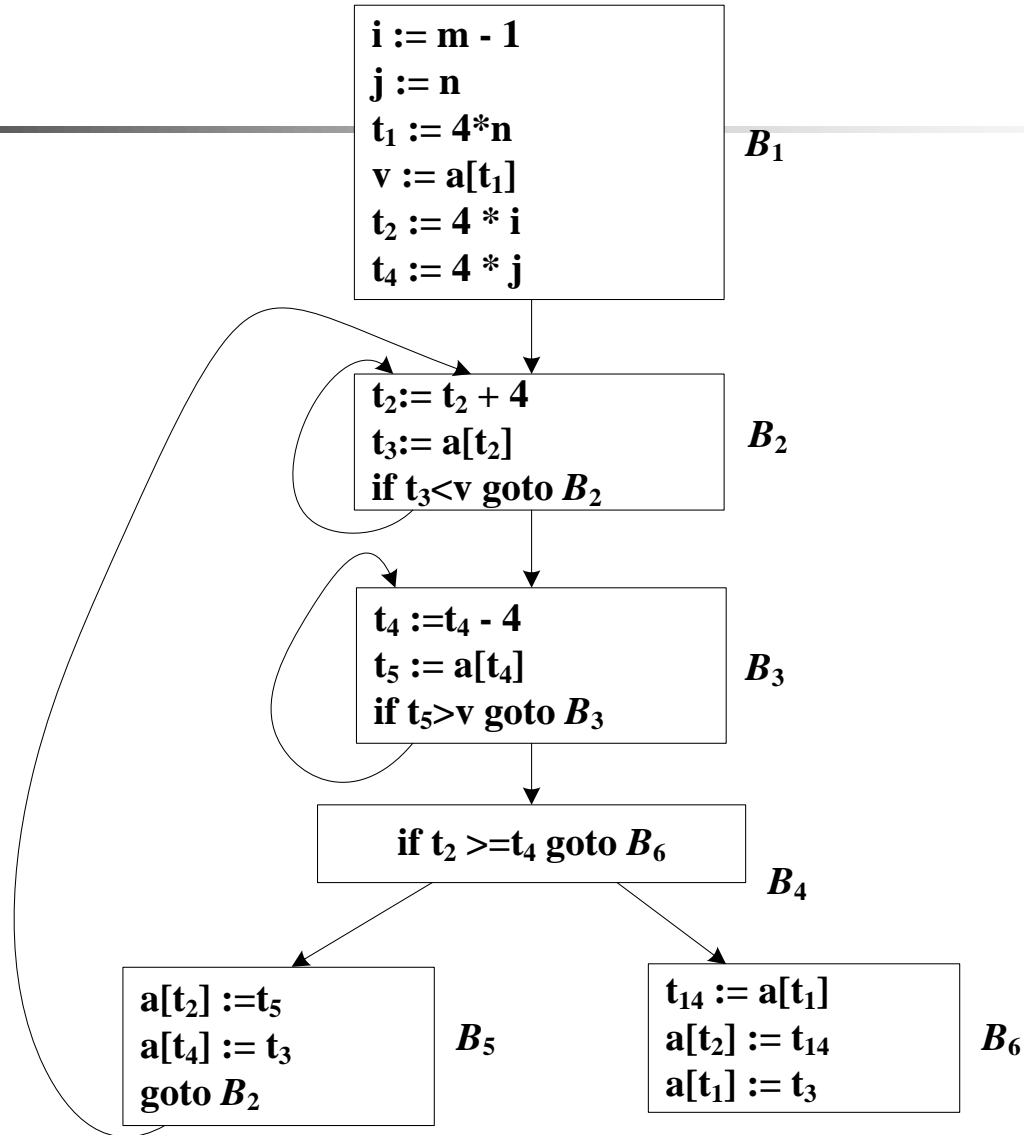 i := m - 1
j := n
t₁ := 4*n
v := a[t₁]
t₂ := 4 * i
t₄ := 4 * j
B₁
t₂:= t₂ + 4
t₃:= a[t₂]
if t₃<v goto B₂
B₂
t₄ :=t₄ - 4
t₅ := a[t₄]
if t₅>v goto B₃
B₃
if t₂ >=t₄ goto B₆
B₄
a[t₂] :=t₅
a[t₄] := t₃
goto B₂
B₅
t₁₄ := a[t₁]
a[t₂] := t₁₄
a[t₁] := t₃
B₆